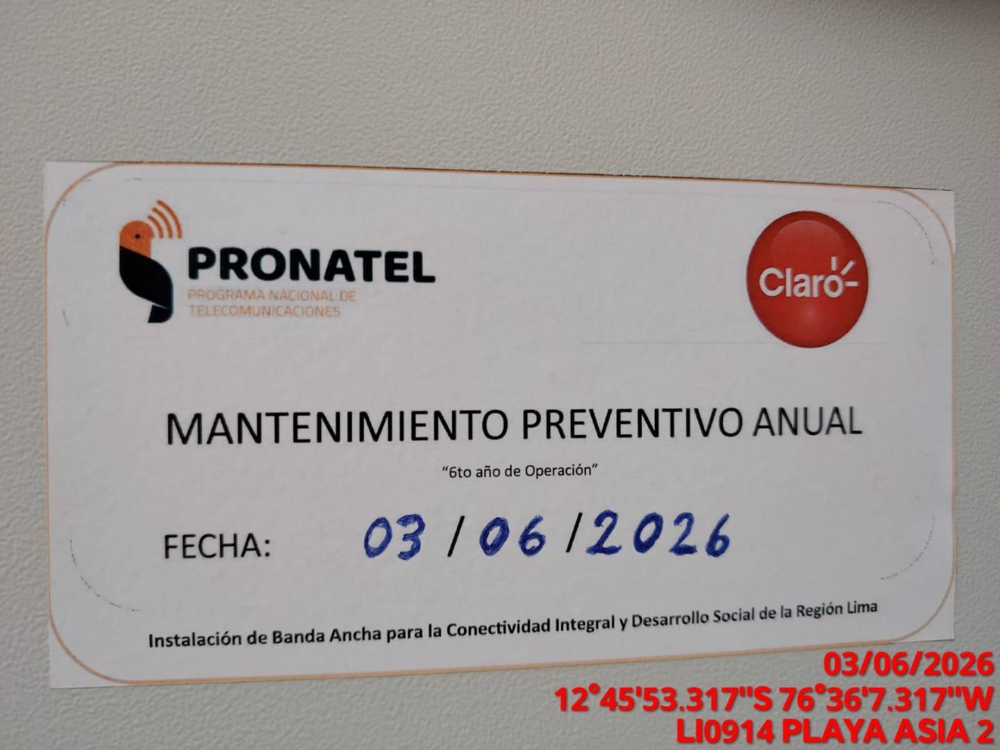 PRONATEL
PROGRAMA NACIONAL DE
TELECOMUNICACIONES
Claro
MANTENIMIENTO PREVENTIVO ANUAL
“6to año de Operación”
FECHA: 03 / 06 / 2026
Instalación de Banda Ancha para la Conectividad Integral y Desarrollo Social de la Región Lima
03/06/2026
12°45'53.317"S 76°36'7.317"W
LI0914 PLAYA ASIA 2